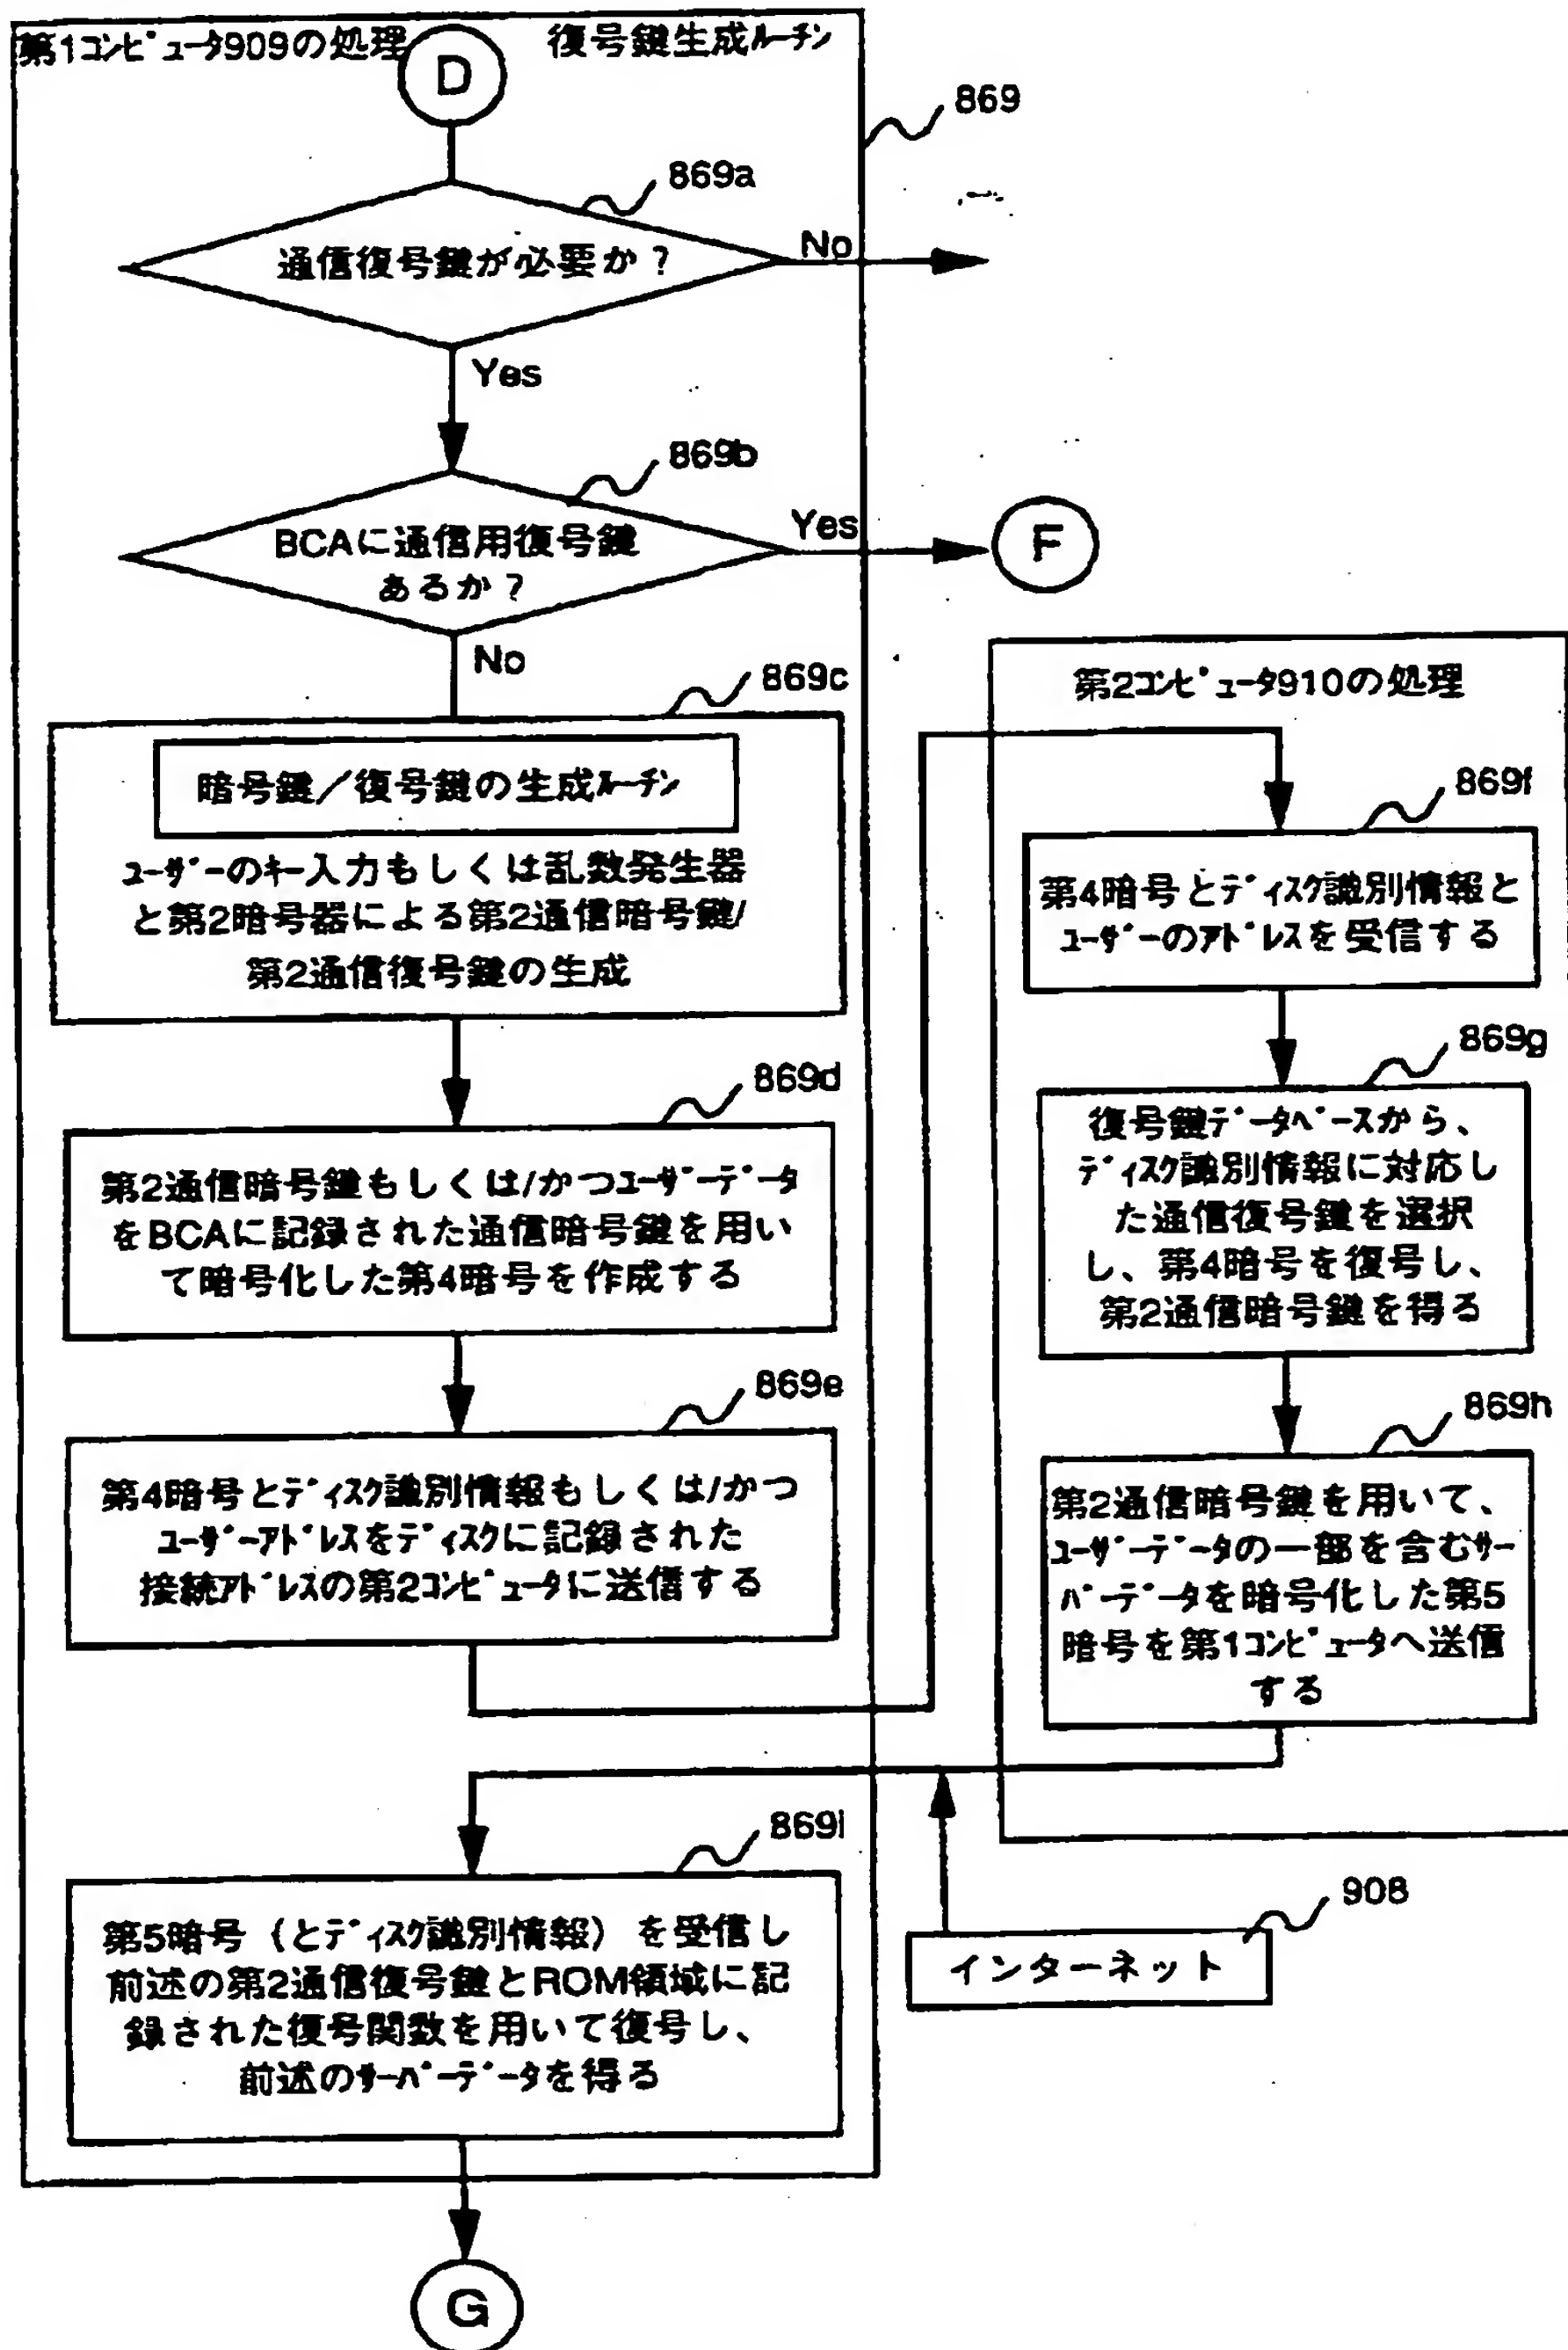 第1ｺﾝﾋﾟｭｰﾀ909の処理
復号鍵生成ﾙｰﾁﾝ
D
869
869a
通信復号鍵が必要か？
No
Yes
869b
BCAに通信用復号鍵
あるか？
Yes
F
No
869c
暗号鍵／復号鍵の生成ﾙｰﾁﾝ
ﾕｰｻﾞｰのｷｰ入力もしくは乱数発生器
と第2暗号器による第2通信暗号鍵/
第2通信復号鍵の生成
869d
第2通信暗号鍵もしくは/かつﾕｰｻﾞｰﾃﾞｰﾀ
をBCAに記録された通信暗号鍵を用い
て暗号化した第4暗号を作成する
869e
第4暗号とﾃﾞｨｽｸ識別情報もしくは/かつ
ﾕｰｻﾞｰｱﾄﾞﾚｽをﾃﾞｨｽｸに記録された
接続ｱﾄﾞﾚｽの第2ｺﾝﾋﾟｭｰﾀに送信する
第2ｺﾝﾋﾟｭｰﾀ910の処理
869f
第4暗号とﾃﾞｨｽｸ識別情報と
ﾕｰｻﾞｰのｱﾄﾞﾚｽを受信する
869g
復号鍵ﾃﾞｰﾀﾍﾞｰｽから、
ﾃﾞｨｽｸ識別情報に対応し
た通信復号鍵を選択
し、第4暗号を復号し、
第2通信暗号鍵を得る
869h
第2通信暗号鍵を用いて、
ﾕｰｻﾞｰﾃﾞｰﾀの一部を含むｻｰ
ﾊﾞｰﾃﾞｰﾀを暗号化した第5
暗号を第1ｺﾝﾋﾟｭｰﾀへ送信
する
869i
第5暗号（とﾃﾞｨｽｸ識別情報）を受信し
前述の第2通信復号鍵とROM領域に記
録された復号関数を用いて復号し、
前述のｻｰﾊﾞｰﾃﾞｰﾀを得る
908
インターネット
G